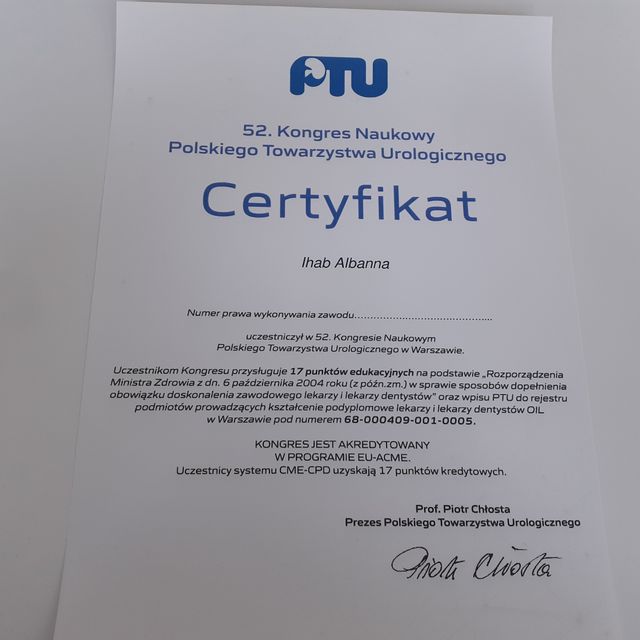 PTU
52. Kongres Naukowy
Polskiego Towarzystwa Urologicznego
Certyfikat
Ihab Albanna
Numer prawa wykonywania zawodu..............................................
uczestniczył w 52. Kongresie Naukowym
Polskiego Towarzystwa Urologicznego w Warszawie.
Uczestnikom Kongresu przysługuje 17 punktów edukacyjnych na podstawie „Rozporządzenia
Ministra Zdrowia z dn. 6 października 2004 roku (z późn.zm.) w sprawie sposobów dopełnienia
obowiązku doskonalenia zawodowego lekarzy i lekarzy dentystów" oraz wpisu PTU do rejestru
podmiotów prowadzących kształcenie podyplomowe lekarzy i lekarzy dentystów OIL
w Warszawie pod numerem 68-000409-001-0005.
KONGRES JEST AKREDYTOWANY
W PROGRAMIE EU-ACME.
Uczestnicy systemu CME-CPD uzyskają 17 punktów kredytowych.
Prof. Piotr Chłosta
Prezes Polskiego Towarzystwa Urologicznego
Piotr Chłosta